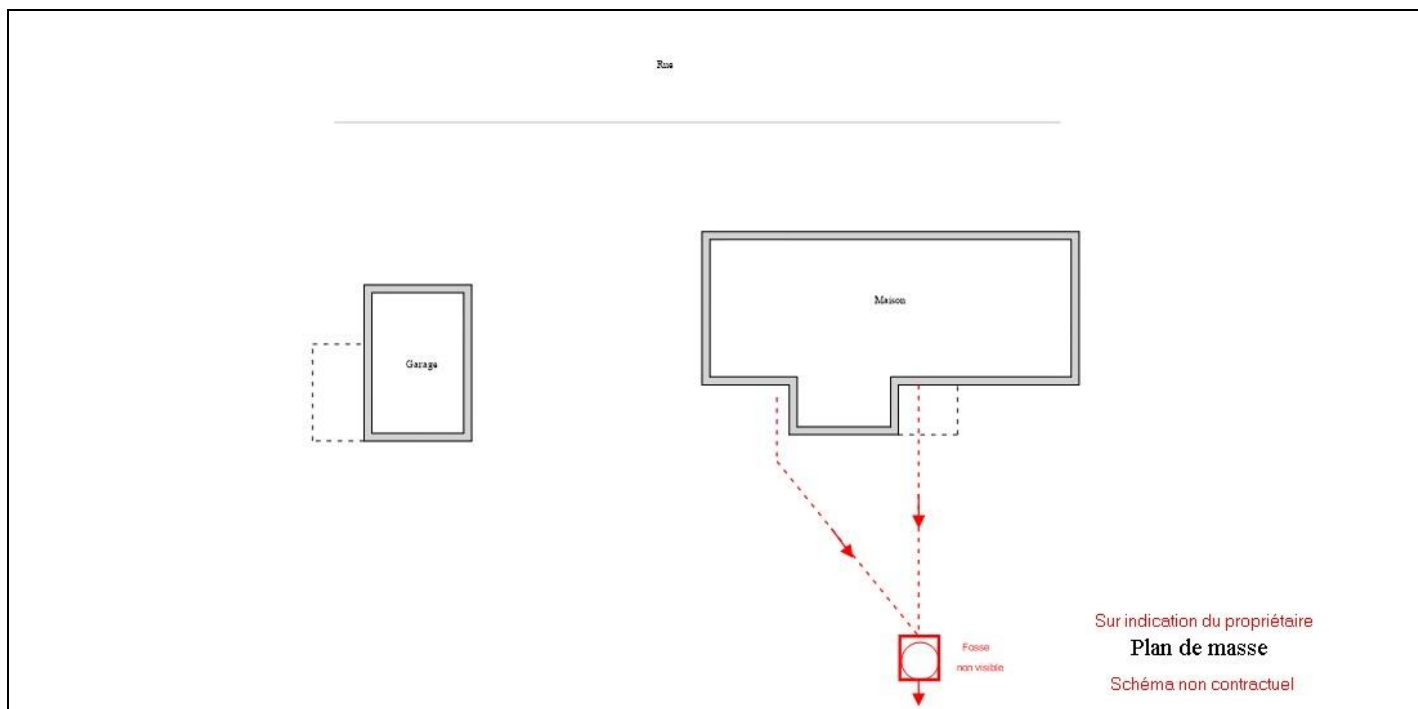 Rue
Maison
Garage
Fosse
non visible
Sur indication du propriétaire
Plan de masse
Schéma non contractuel